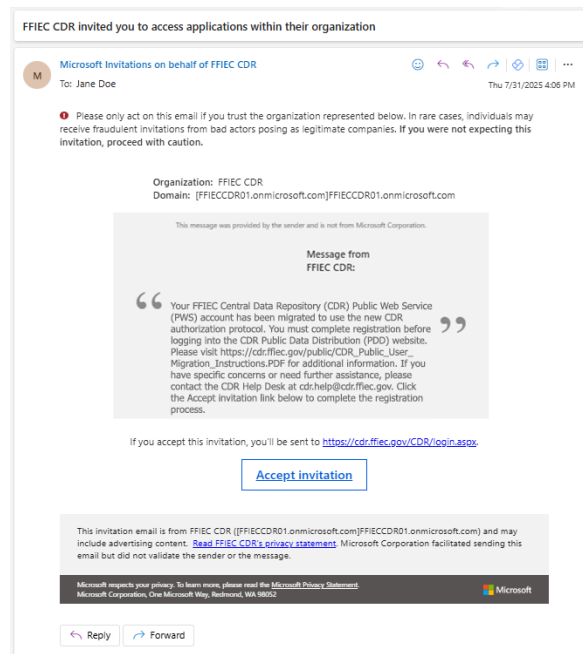 FFIEC CDR invited you to access applications within their organization
M
Microsoft Invitations on behalf of FFIEC CDR
To: Jane Doe
Thu 7/31/2025 4:06 PM
Please only act on this email if you trust the organization represented below. In rare cases, individuals may
receive fraudulent invitations from bad actors posing as legitimate companies. If you were not expecting this
invitation, proceed with caution.
Organization: FFIEC CDR
Domain: [FFIECCDR01.onmicrosoft.com]FFIECCDR01.onmicrosoft.com
This message was provided by the sender and is not from Microsoft Corporation.
Message from
FFIEC CDR:
“
Your FFIEC Central Data Repository (CDR) Public Web Service
(PWS) account has been migrated to use the new CDR
authorization protocol. You must complete registration before
logging into the CDR Public Data Distribution (PDD) website.
Please visit https://cdr.ffiec.gov/public/CDR_Public_User_
Migration_Instructions.PDF for additional information. If you
have specific concerns or need further assistance, please
contact the CDR Help Desk at cdr.help@cdr.ffiec.gov. Click
the Accept invitation link below to complete the registration
process.
”
If you accept this invitation, you'll be sent to https://cdr.ffiec.gov/CDR/login.aspx.
Accept invitation
This invitation email is from FFIEC CDR ([FFIECCDR01.onmicrosoft.com]FFIECCDR01.onmicrosoft.com) and may
include advertising content. Read FFIEC CDR's privacy statement. Microsoft Corporation facilitated sending this
email but did not validate the sender or the message.
Microsoft respects your privacy. To learn more, please read the Microsoft Privacy Statement.
Microsoft Corporation, One Microsoft Way, Redmond, WA 98052
Microsoft
Reply
Forward